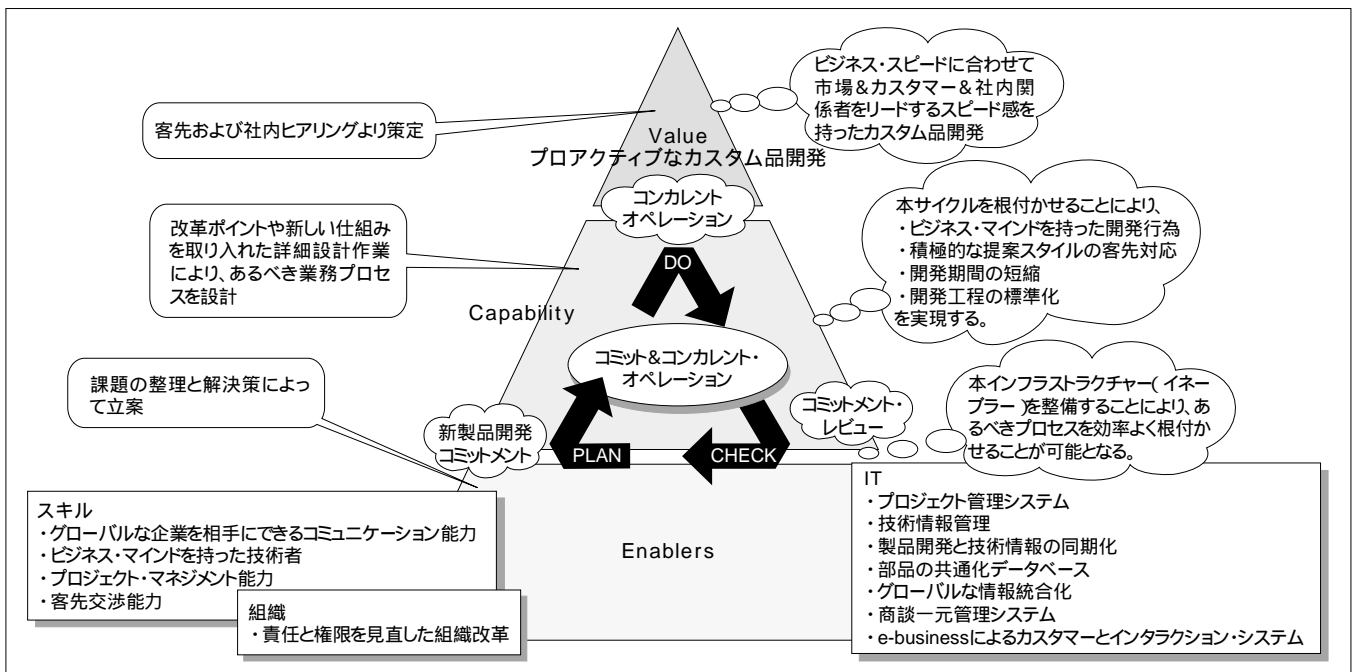 ビジネス・スピードに合わせて
市場&カスタマー&社内関
係者をリードするスピード感を
持ったカスタム品開発
客先および社内ヒアリングより策定
Value
プロアクティブなカスタム品開発
コンカレント
オペレーション
改革ポイントや新しい仕組み
を取り入れた詳細設計作業
により、あるべき業務プロセ
スを設計
本サイクルを根付かせることにより、
・ビジネス・マインドを持った開発行為
・積極的な提案スタイルの客先対応
・開発期間の短縮
・開発工程の標準化
を実現する。
DO
Capability
コミット&コンカレント・
オペレーション
課題の整理と解決策によっ
て立案
新製品開発
コミットメント
PLAN
CHECK
コミットメント・
レビュー
本インフラストラクチャー(イネー
ブラー)を整備することにより、あ
るべきプロセスを効率よく根付か
せることが可能となる。
スキル
・グローバルな企業を相手にできるコミュニケーション能力
・ビジネス・マインドを持った技術者
・プロジェクト・マネジメント能力
・客先交渉能力
組織
・責任と権限を見直した組織改革
Enablers
IT
・プロジェクト管理システム
・技術情報管理
・製品開発と技術情報の同期化
・部品の共通化データベース
・グローバルな情報統合化
・商談一元管理システム
・e-businessによるカスタマーとインタラクション・システム